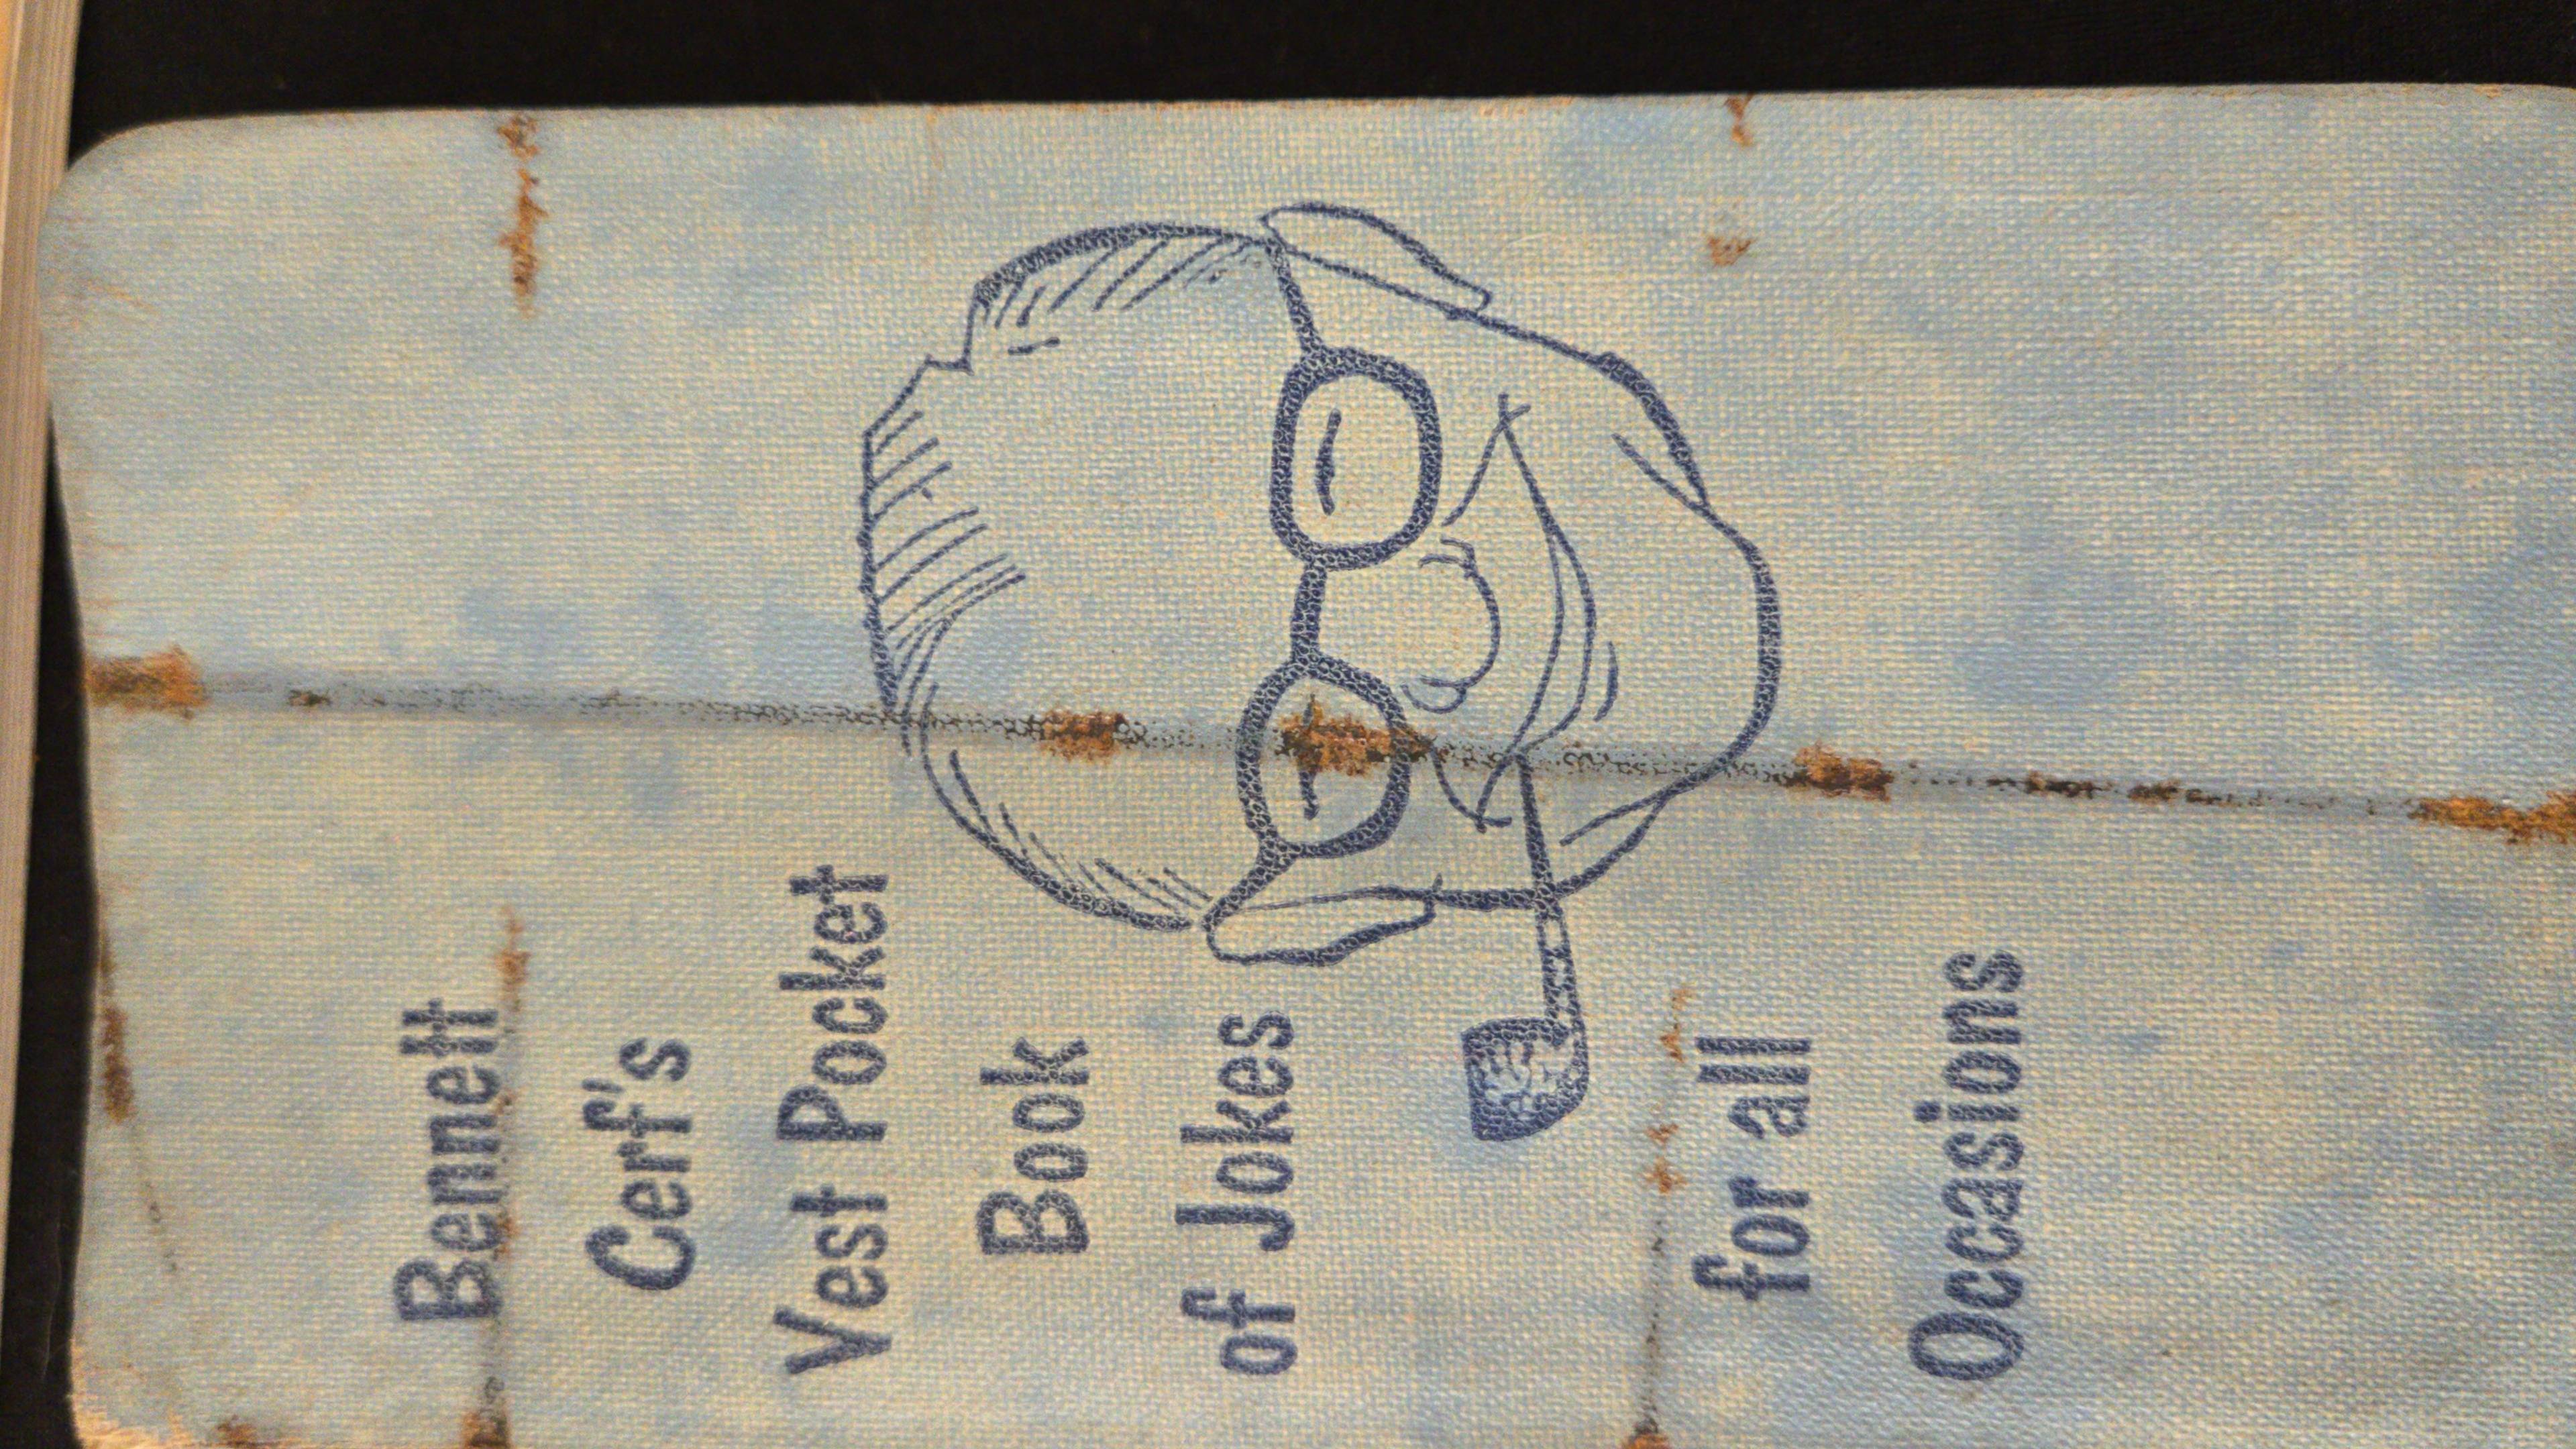 Bennett
Cerf's
Vest Pocket
Book
of Jokes
for all
Occasions